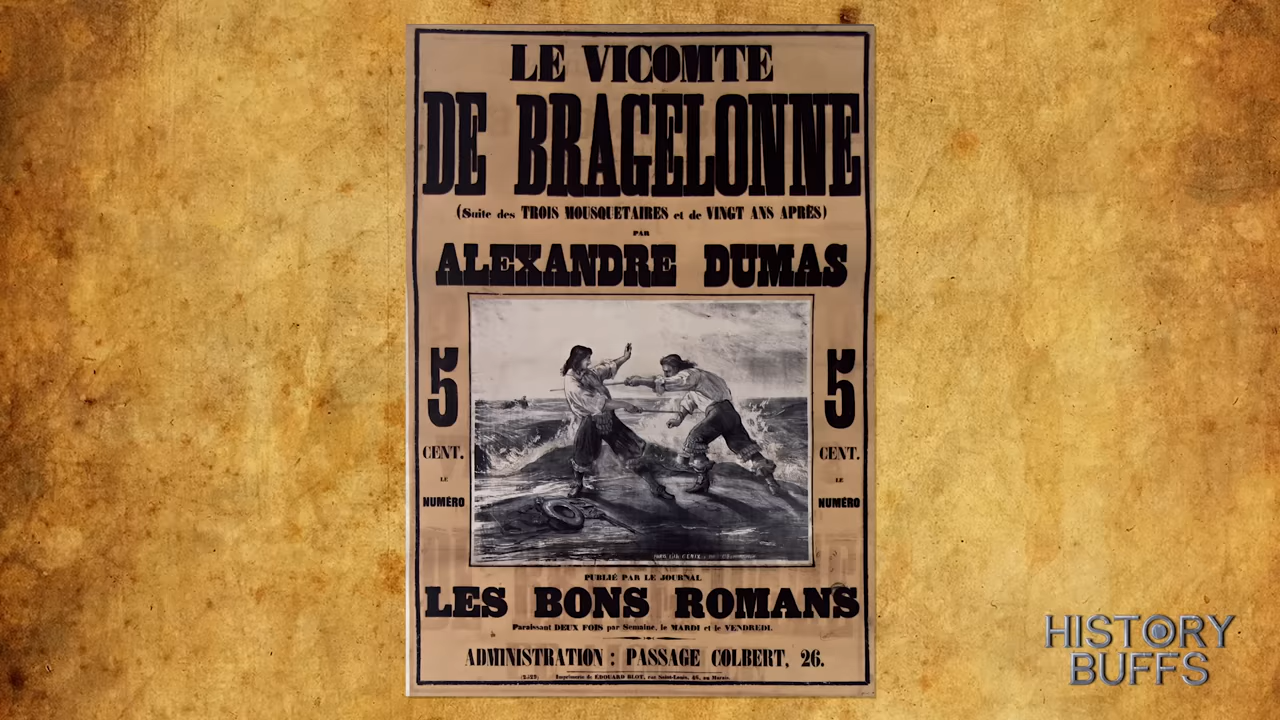 LE VICOMTE
DE BRAGELONNE
(Suite des TROIS MOUSQUETAIRES et de VINGT ANS APRÈS)
PAR
ALEXANDRE DUMAS
5
CENT.
LE
NUMÉRO
5
CENT.
LE
NUMÉRO
PUBLIÉ PAR LE JOURNAL
LES BONS ROMANS
Paraissant DEUX FOIS par Semaine, le MARDI et le VENDREDI.
ADMINISTRATION : PASSAGE COLBERT, 26.
Imprimerie de EDOUARD BLOT, rue Saint-Louis, 46, au Marais.
HISTORY
BUFFS